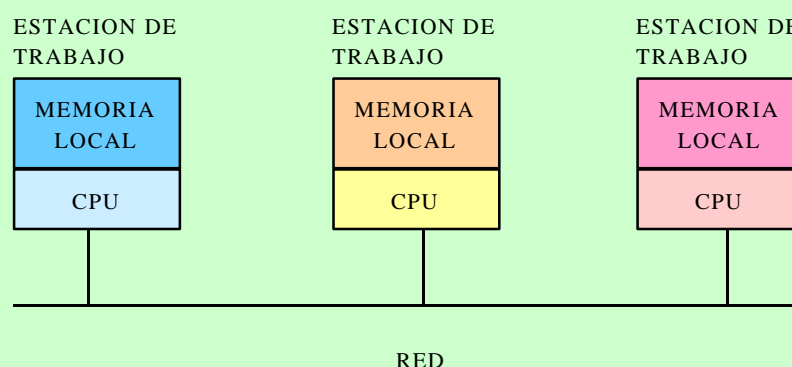 ESTACION DE
TRABAJO
MEMORIA
LOCAL
CPU
ESTACION DE
TRABAJO
MEMORIA
LOCAL
CPU
ESTACION DE
TRABAJO
MEMORIA
LOCAL
CPU
RED